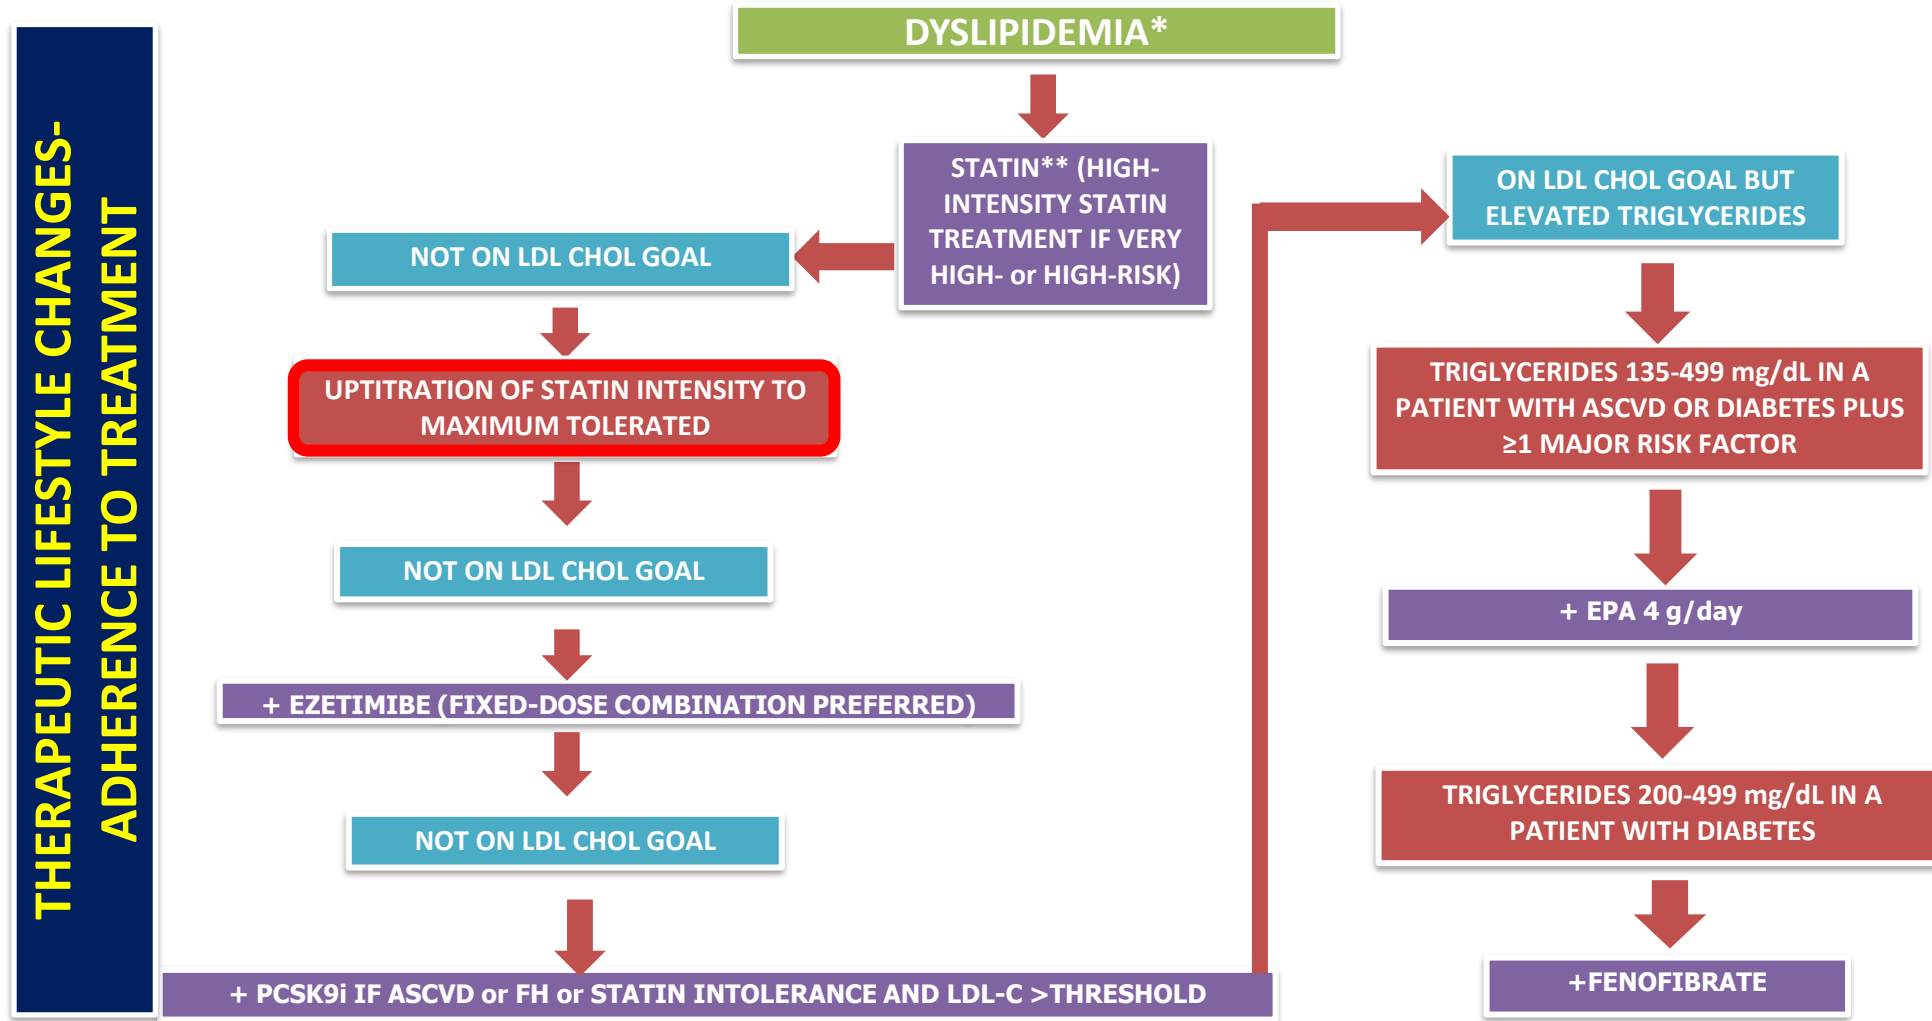 THERAPEUTIC LIFESTYLE CHANGES-
ADHERENCE TO TREATMENT
DYSLIPIDEMIA*
STATIN** (HIGH-
INTENSITY STATIN
TREATMENT IF VERY
HIGH- or HIGH-RISK)
NOT ON LDL CHOL GOAL
UPTITRATION OF STATIN INTENSITY TO
MAXIMUM TOLERATED
NOT ON LDL CHOL GOAL
+ EZETIMIBE (FIXED-DOSE COMBINATION PREFERRED)
NOT ON LDL CHOL GOAL
+ PCSK9i IF ASCVD or FH or STATIN INTOLERANCE AND LDL-C >THRESHOLD
ON LDL CHOL GOAL BUT
ELEVATED TRIGLYCERIDES
TRIGLYCERIDES 135-499 mg/dL IN A
PATIENT WITH ASCVD OR DIABETES PLUS
≥1 MAJOR RISK FACTOR
+ EPA 4 g/day
TRIGLYCERIDES 200-499 mg/dL IN A
PATIENT WITH DIABETES
+FENOFIBRATE